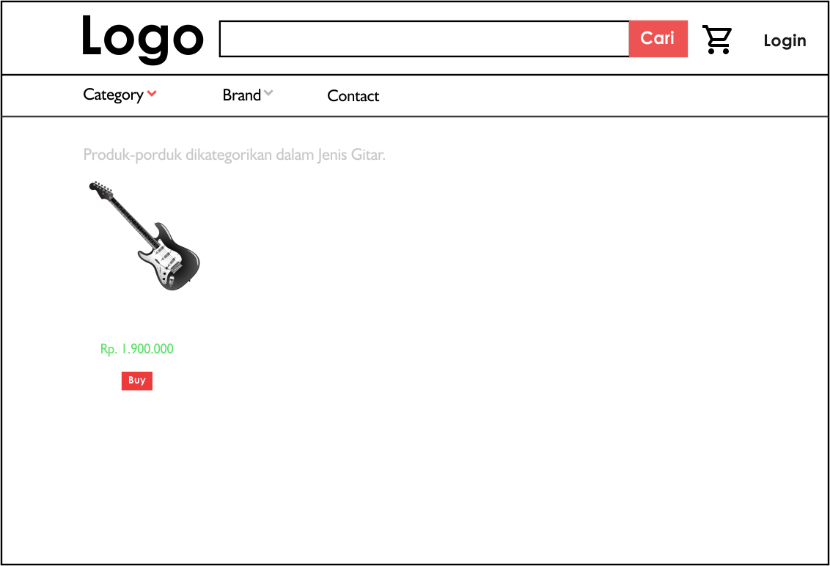 Logo
Cari
Login
Category
Brand
Contact
Produk-porduk dikategorikan dalam Jenis Gitar.
Rp. 1.900.000
Buy